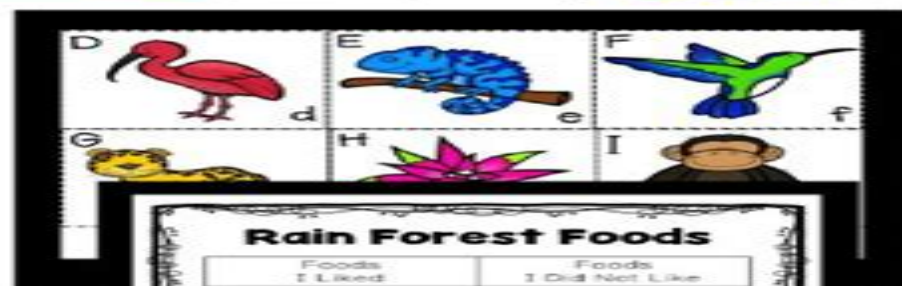 D
d
E
e
F
f
G
H
I
Rain Forest Foods
Foods
I Liked
Foods
I Did Not Like